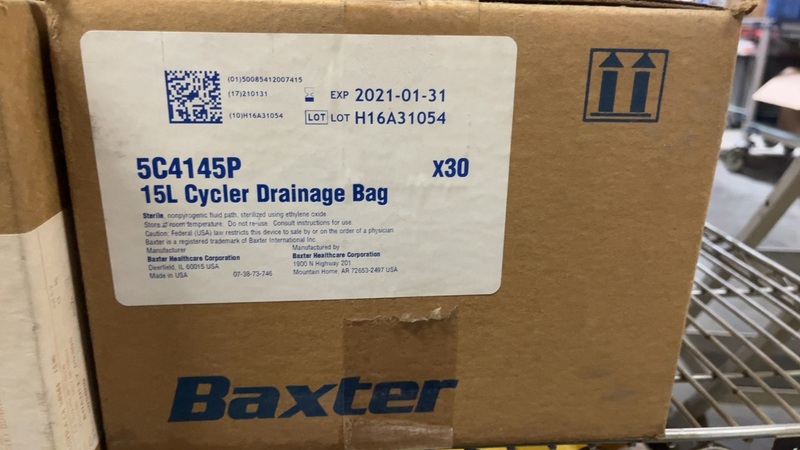 (01)50085412007415
(17)210131
EXP 2021-01-31
(10)H16A31054
LOT LOT H16A31054
5C4145P
X30
15L Cycler Drainage Bag
Sterile, nonpyrogenic fluid path, sterilized using ethylene oxide.
Store at room temperature. Do not re-use. Consult instructions for use.
Caution: Federal (USA) law restricts this device to sale by or on the order of a physician
Baxter is a registered trademark of Baxter International Inc.
Manufacturer
Baxter Healthcare Corporation
Deerfield, IL 60015 USA
Made in USA
07-38-73-746
Manufactured by
Baxter Healthcare Corporation
1900 N Highway 201
Mountain Home, AR 72653-2497 USA
Baxter